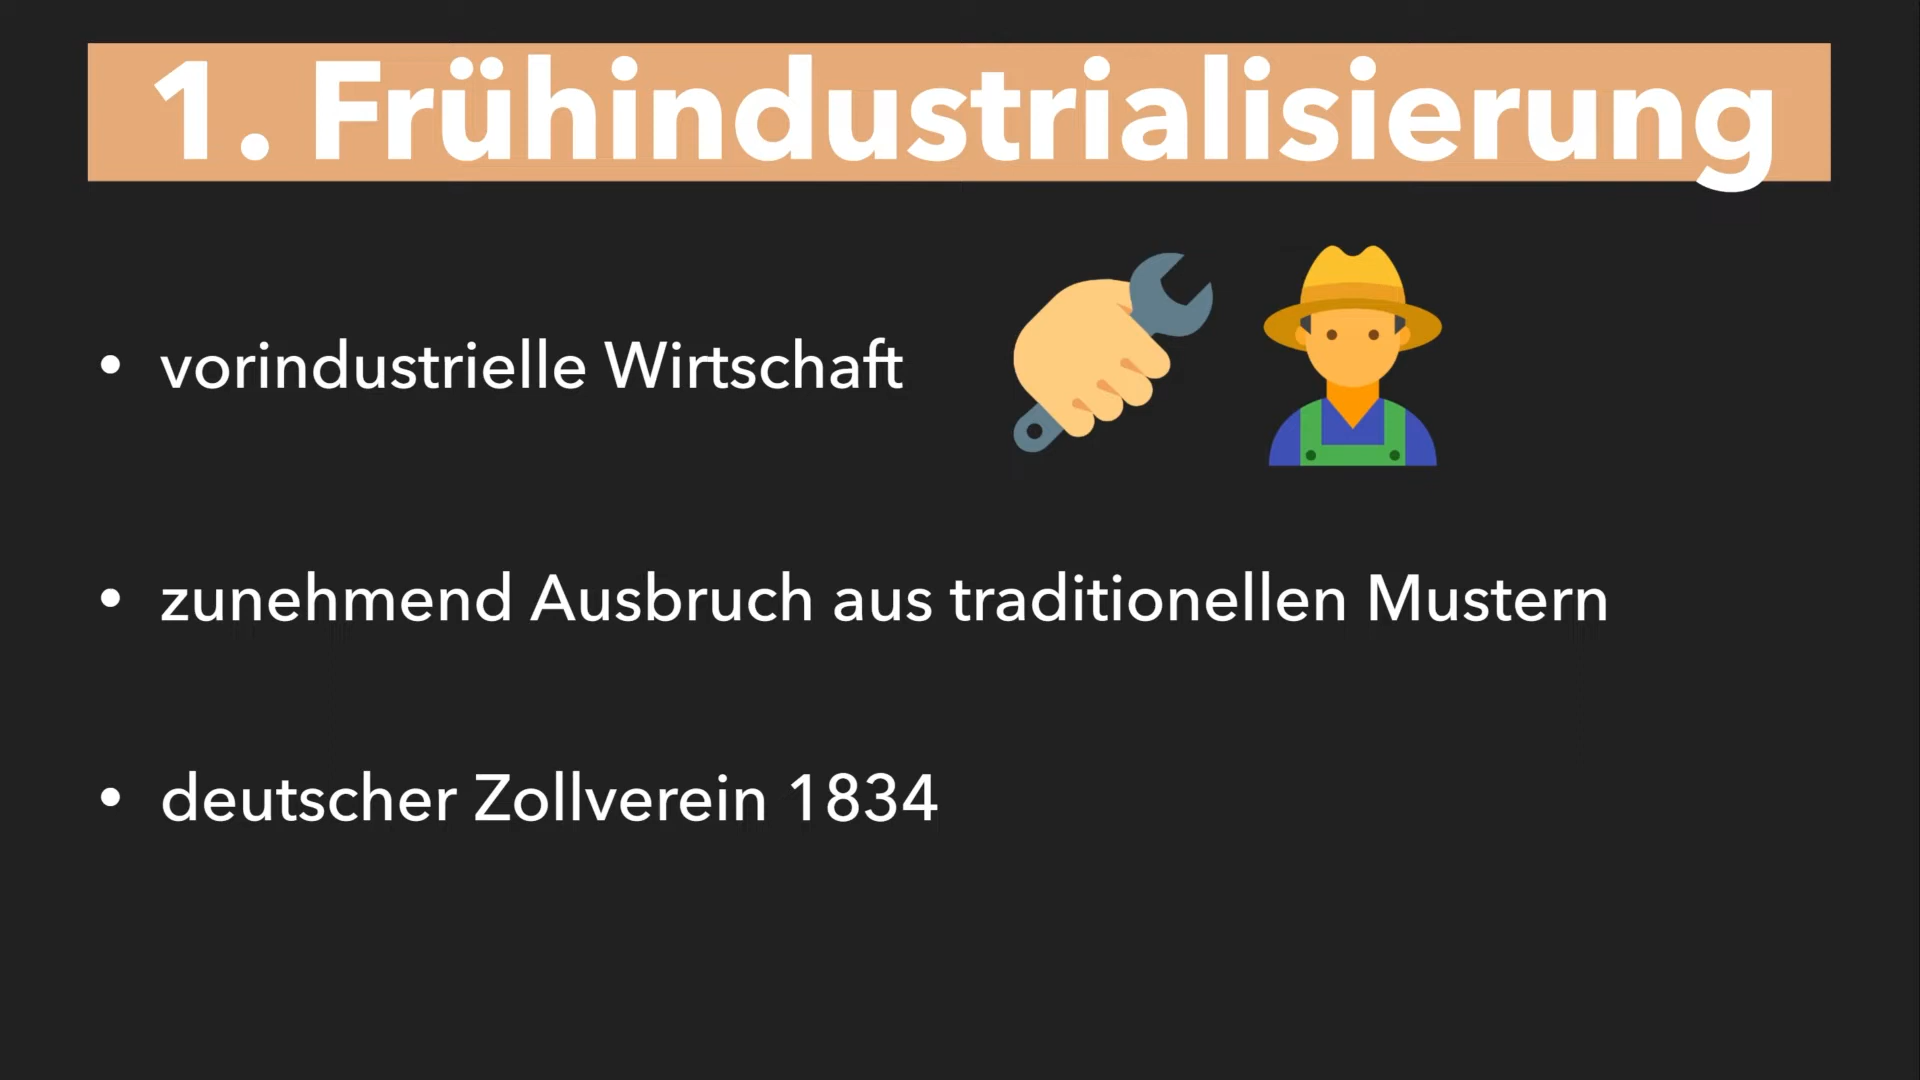 1. Frühindustrialisierung
• vorindustrielle Wirtschaft
• zunehmend Ausbruch aus traditionellen Mustern
• deutscher Zollverein 1834